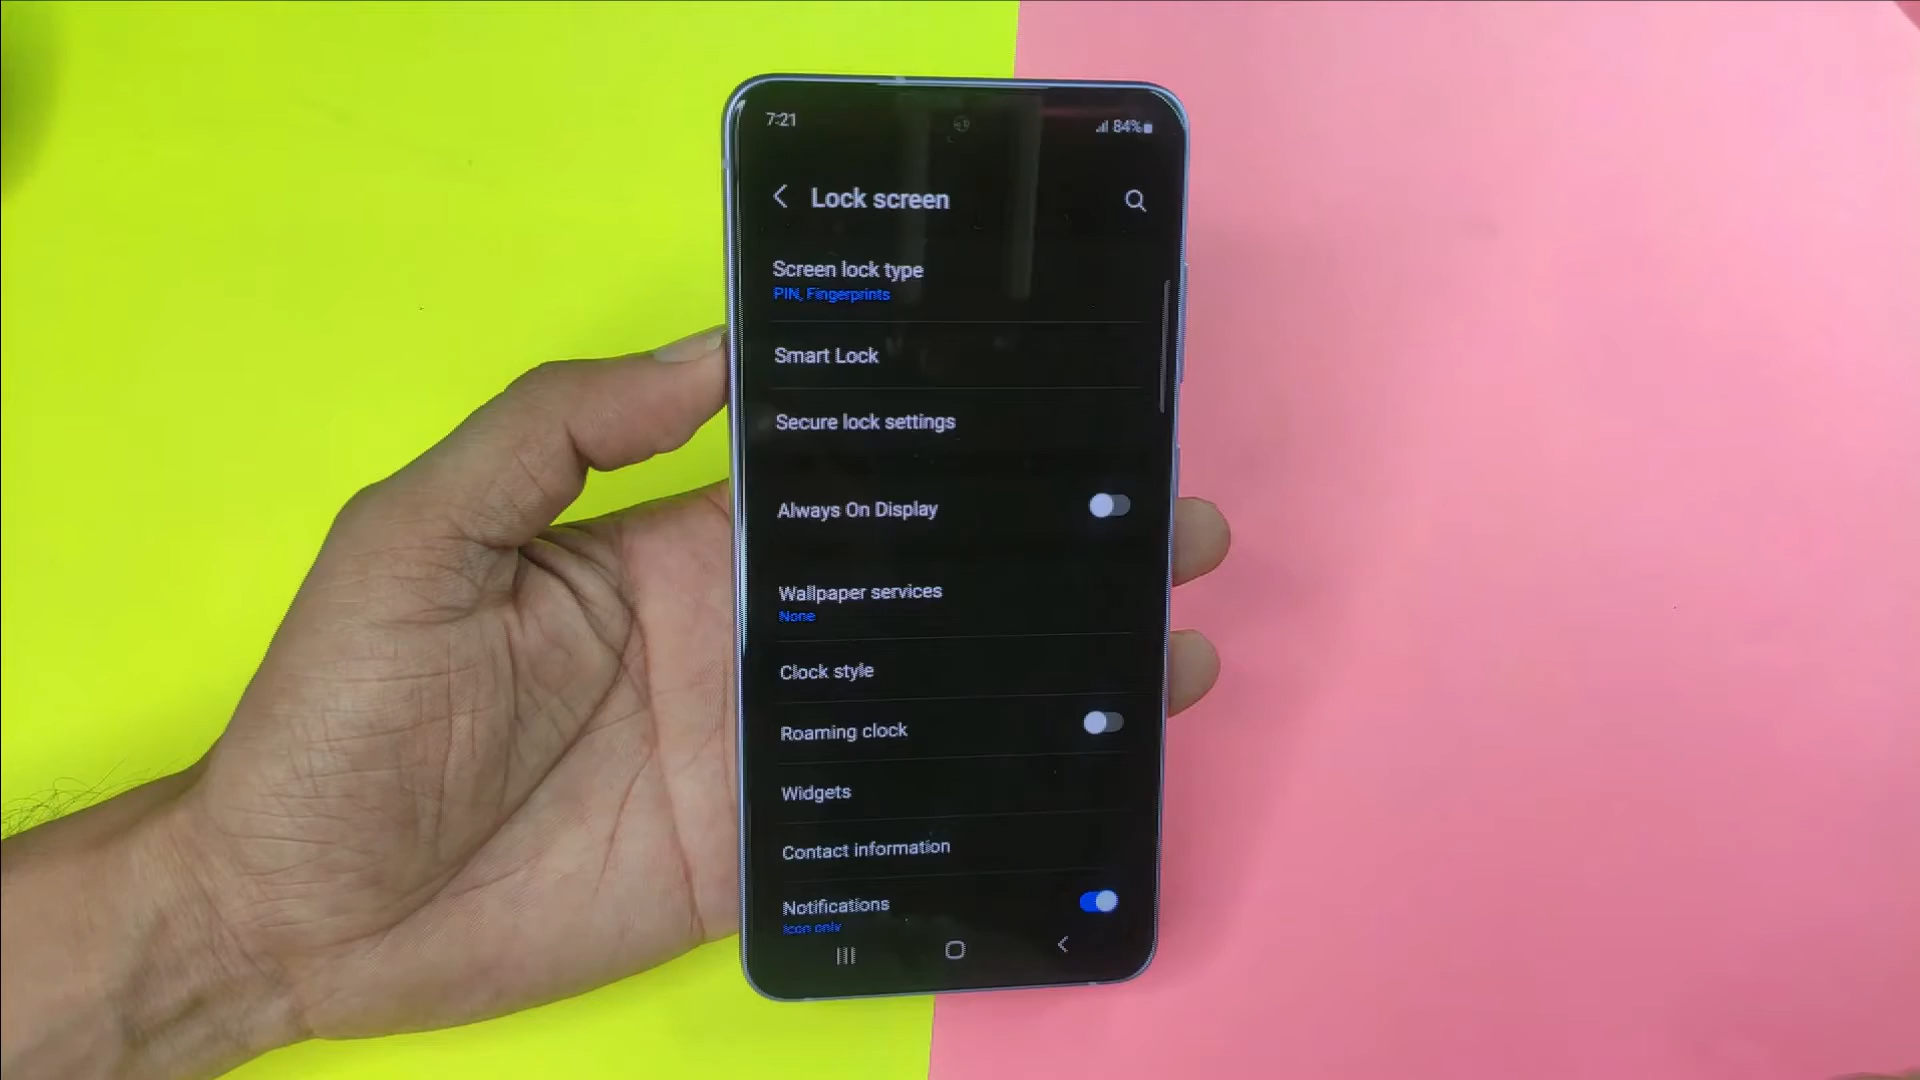 7:21
84%
Lock screen
Screen lock type
PIN, Fingerprints
Smart Lock
Secure lock settings
Always On Display
Wallpaper services
None
Clock style
Roaming clock
Widgets
Contact information
Notifications
Icon only